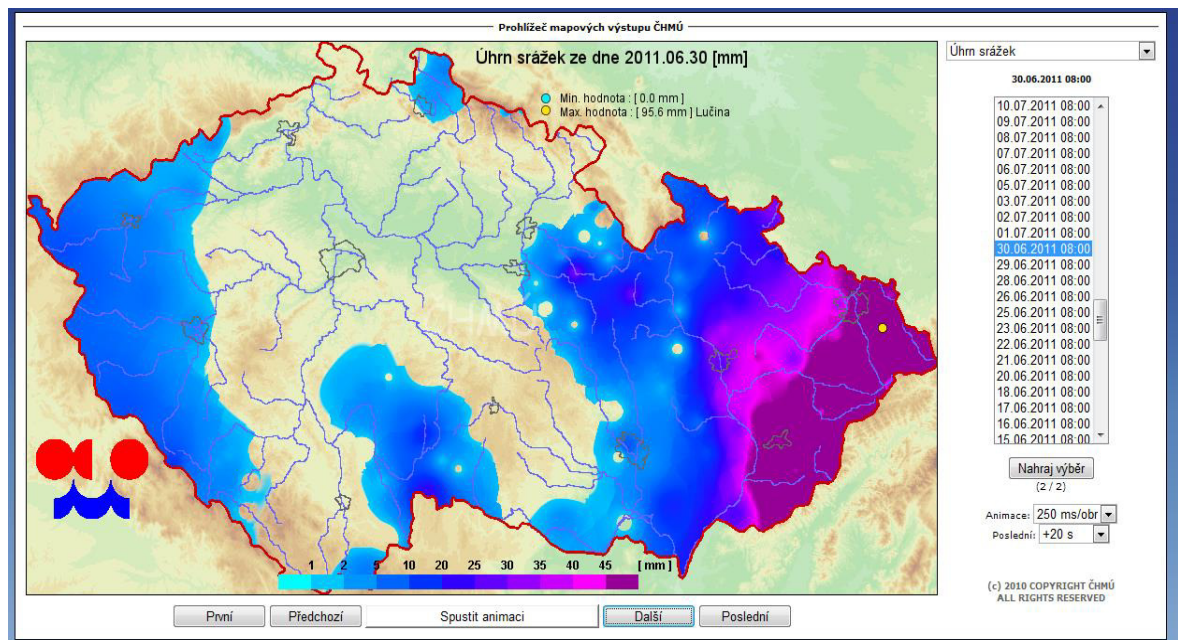 Prohlížeč mapových výstupu ČHMÚ
Úhrn srážek ze dne 2011.06.30 [mm]
Min. hodnota : [ 0.0 mm ]
Max. hodnota : [ 95.6 mm ] Lučina
1 2 5 10 20 25 30 35 40 45 [ mm ]
První
Předchozí
Spustit animaci
Další
Poslední
Úhrn srážek
30.06.2011 08:00
10.07.2011 08:00
09.07.2011 08:00
08.07.2011 08:00
07.07.2011 08:00
06.07.2011 08:00
05.07.2011 08:00
03.07.2011 08:00
02.07.2011 08:00
01.07.2011 08:00
30.06.2011 08:00
29.06.2011 08:00
28.06.2011 08:00
26.06.2011 08:00
25.06.2011 08:00
23.06.2011 08:00
22.06.2011 08:00
21.06.2011 08:00
20.06.2011 08:00
18.06.2011 08:00
17.06.2011 08:00
16.06.2011 08:00
15.06.2011 08:00
Nahraj výběr
(2 / 2)
Animace: 250 ms/obr
Poslední: +20 s
(c) 2010 COPYRIGHT ČHMÚ
ALL RIGHTS RESERVED